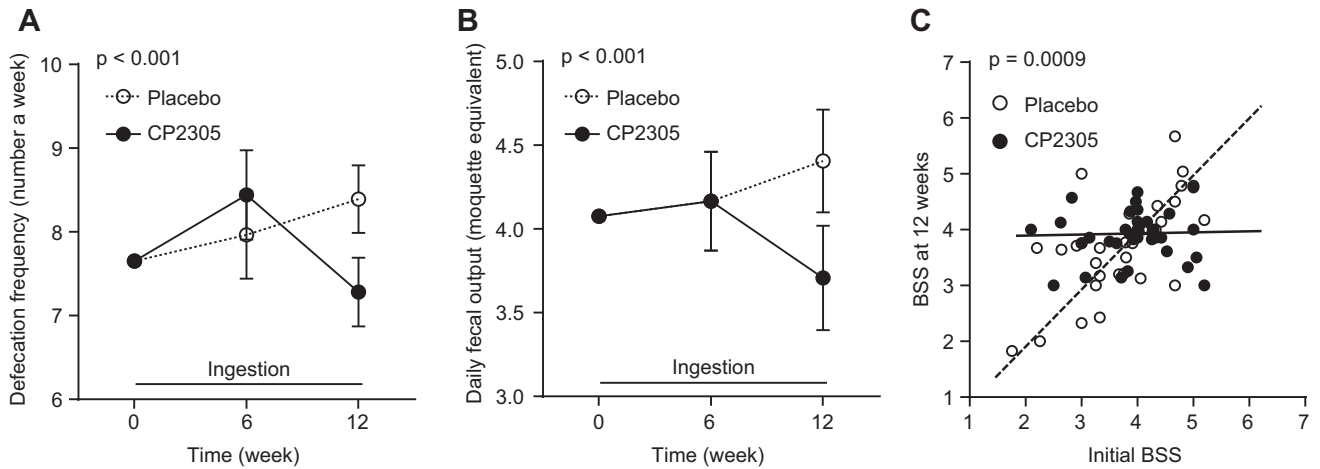 A
p < 0.001
Placebo
CP2305
Defecation frequency (number a week)
10
9
8
7
6
Ingestion
0
6
12
Time (week)
B
p < 0.001
Placebo
CP2305
Daily fecal output (moquette equivalent)
5.0
4.5
4.0
3.5
3.0
Ingestion
0
6
12
Time (week)
C
p = 0.0009
Placebo
CP2305
BSS at 12 weeks
7
6
5
4
3
2
1
1
2
3
4
5
6
7
Initial BSS